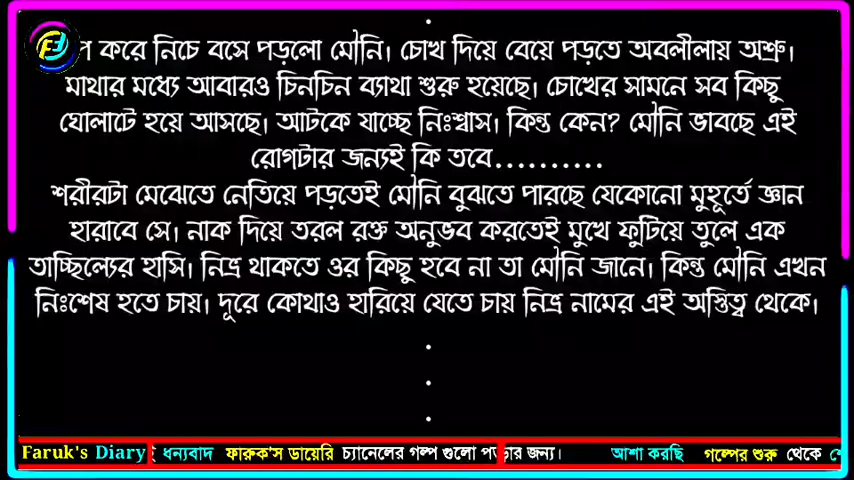 করে নিচে বসে পড়লো মৌনি। চোখ দিয়ে বেয়ে পড়তে অবলীলায় অশ্রু।
মাথার মধ্যে আবারও চিনচিন ব্যাথা শুরু হয়েছে। চোখের সামনে সব কিছু
ঘোলাটে হয়ে আসছে। আটকে যাচ্ছে নিঃশ্বাস। কিন্ত কেন? মৌনি ভাবছে এই
রোগটার জন্যই কি তবে..........
শরীরটা মেঝেতে নেতিয়ে পড়তেই মৌনি বুঝতে পারছে যেকোনো মুহূর্তে জ্ঞান
হারাবে সে। নাক দিয়ে তরল রক্ত অনুভব করতেই মুখে ফুটিয়ে তুলে এক
তাচ্ছিল্যের হাসি। নিভ্র থাকতে ওর কিছু হবে না তা মৌনি জানে। কিন্ত মৌনি এখন
নিঃশেষ হতে চায়। দূরে কোথাও হারিয়ে যেতে চায় নিভ্র নামের এই অস্তিত্ব থেকে।
.
.
.
Faruk's Diary ধন্যবাদ ফারুক'স ডায়েরি চ্যানেলের গল্প গুলো পড়ার জন্য। আশা করছি গল্পের শুরু থেকে